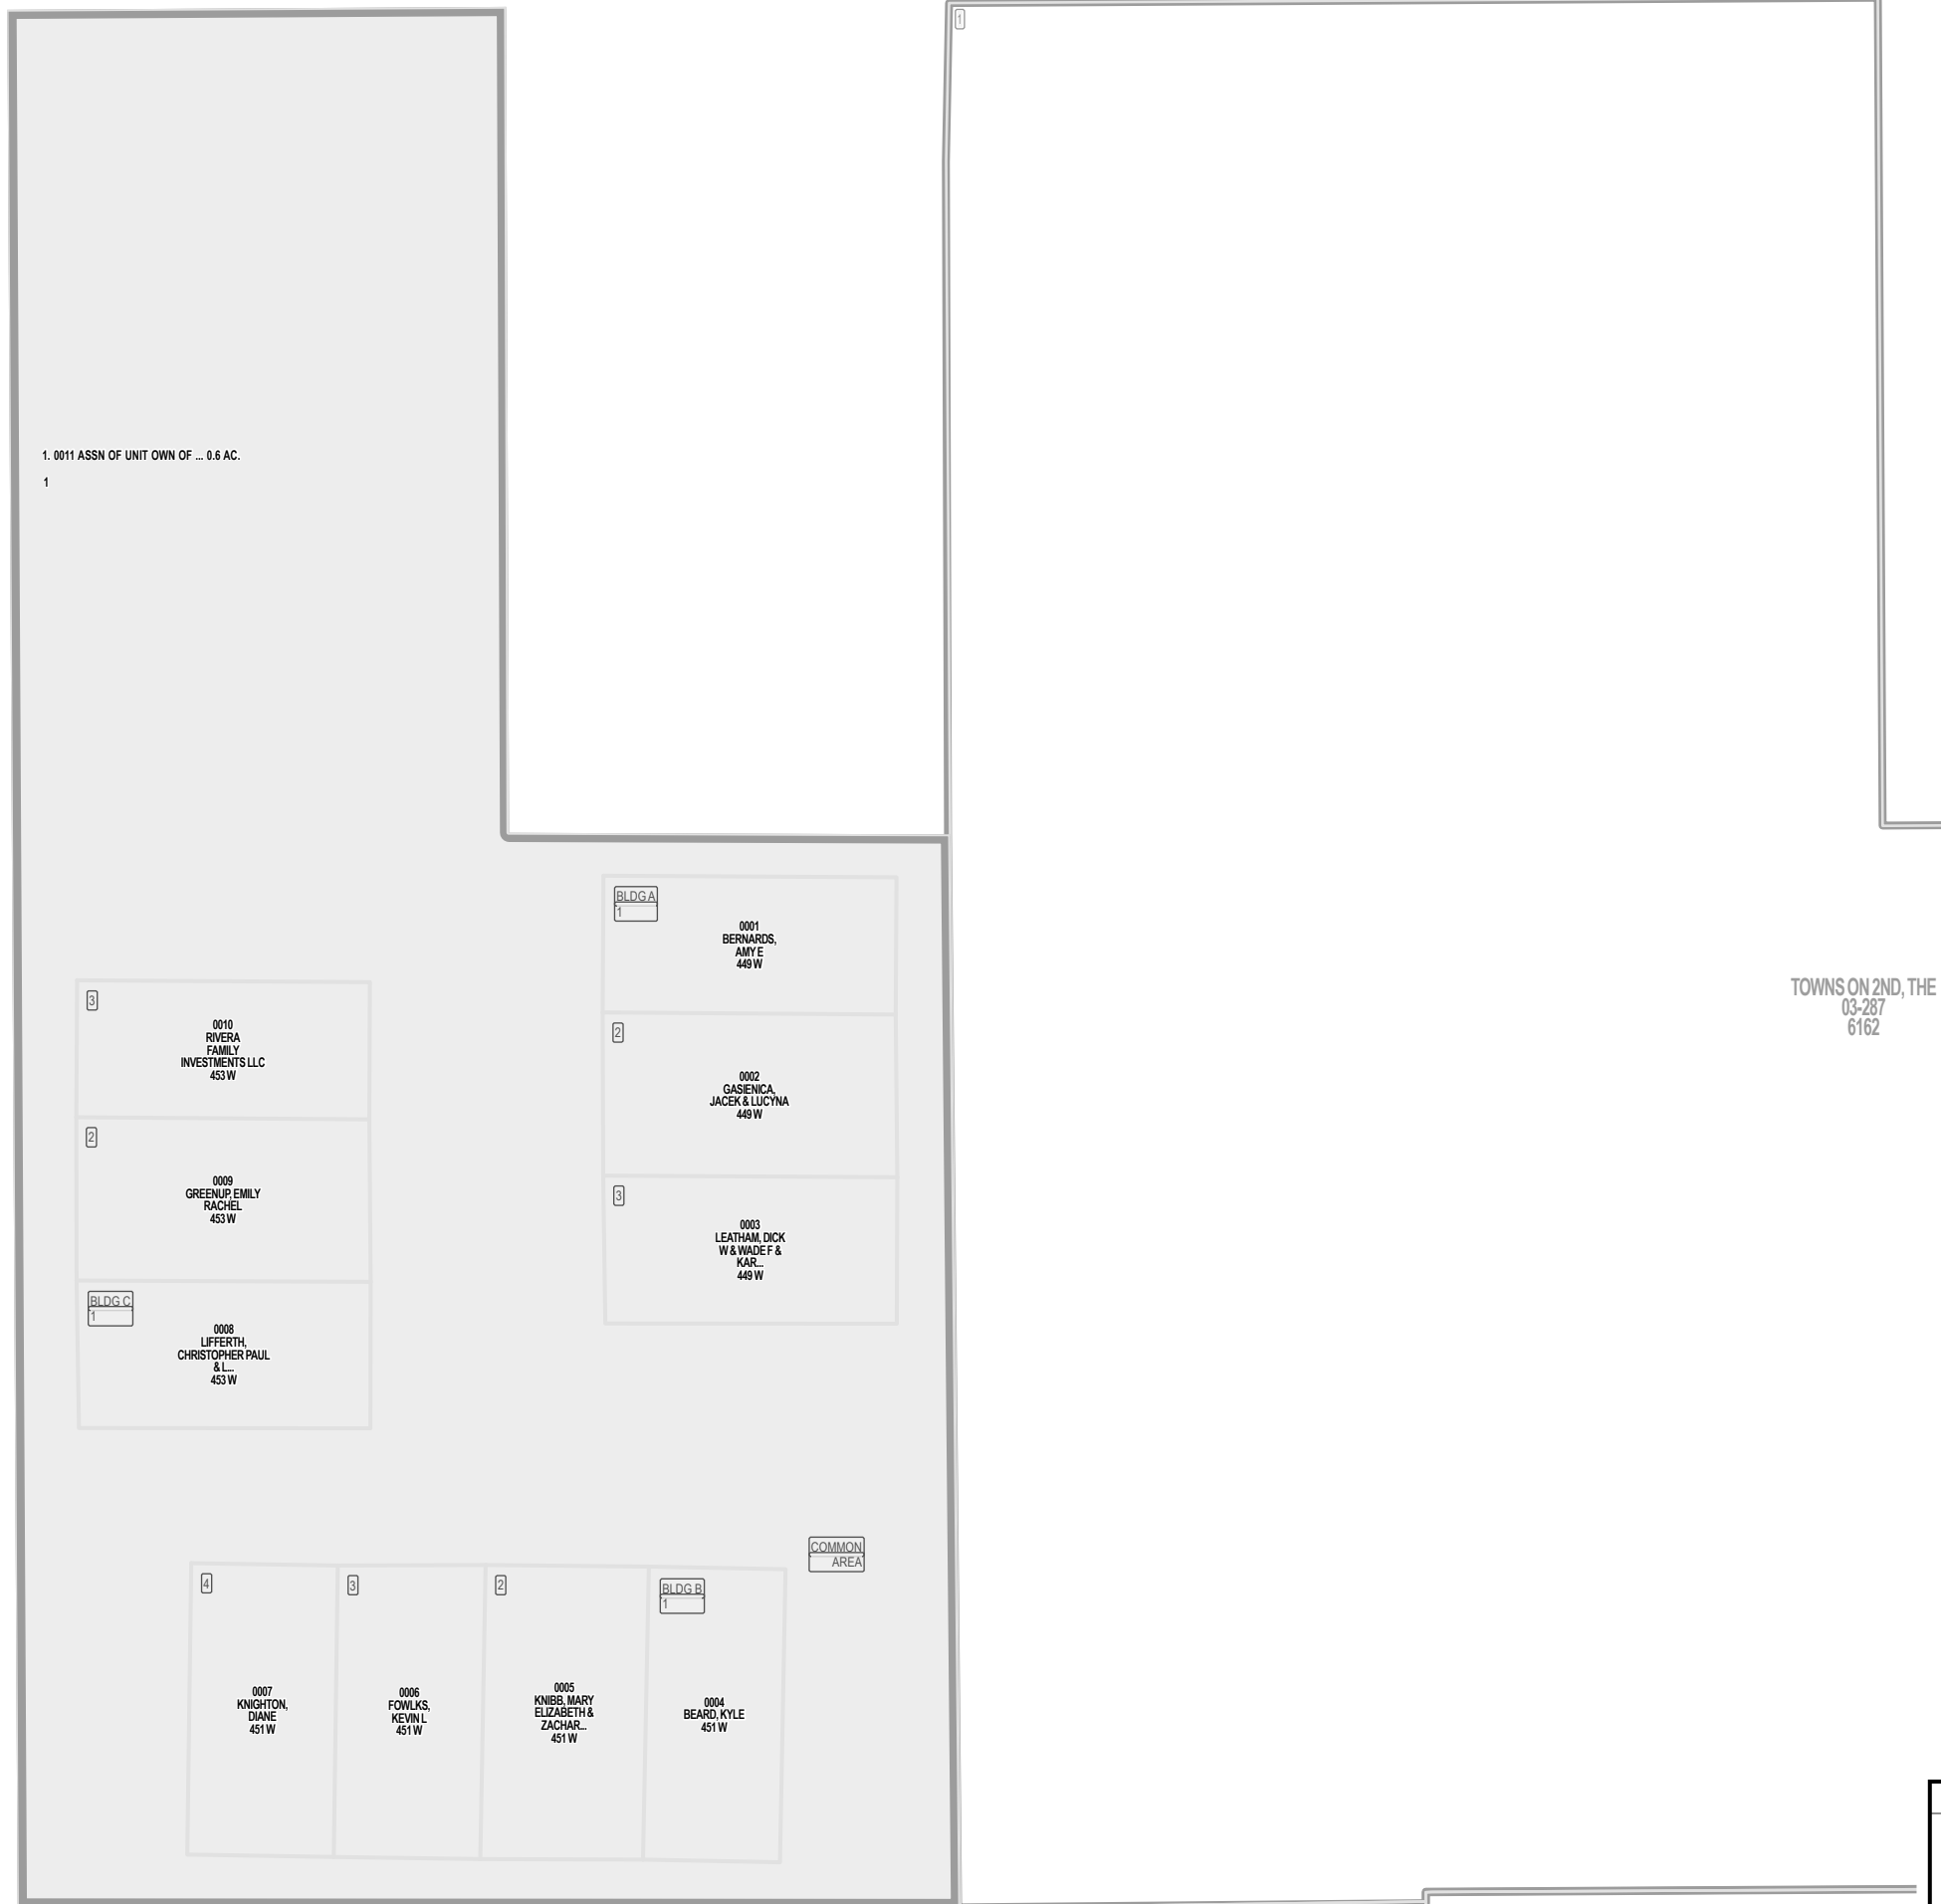 1
1. 0011 ASSN OF UNIT OWN OF ... 0.6 AC.
1
BLDG A
1
0001
BERNARDS,
AMY E
449 W
3
0010
RIVERA
FAMILY
INVESTMENTS LLC
453 W
2
0002
GASIENICA,
JACEK & LUCYNA
449 W
TOWNS ON 2ND, THE
03-287
6162
2
0009
GREENUP, EMILY
RACHEL
453 W
3
0003
LEATHAM, DICK
W & WADE F &
KAR...
449 W
BLDG C
1
0008
LIFFERTH,
CHRISTOPHER PAUL
& L...
453 W
COMMON
AREA
4
0007
KNIGHTON,
DIANE
451 W
3
0006
FOWLKS,
KEVIN L
451 W
2
0005
KNIBB, MARY
ELIZABETH &
ZACHAR...
451 W
BLDG B
1
0004
BEARD, KYLE
451 W